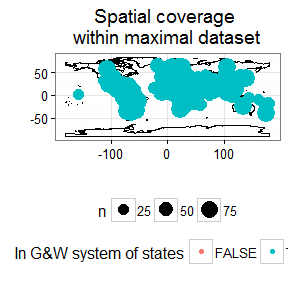 Spatial coverage
within maximal dataset
50
0
-50
-100 0 100
n 25 50 75
In G&W system of states FALSE